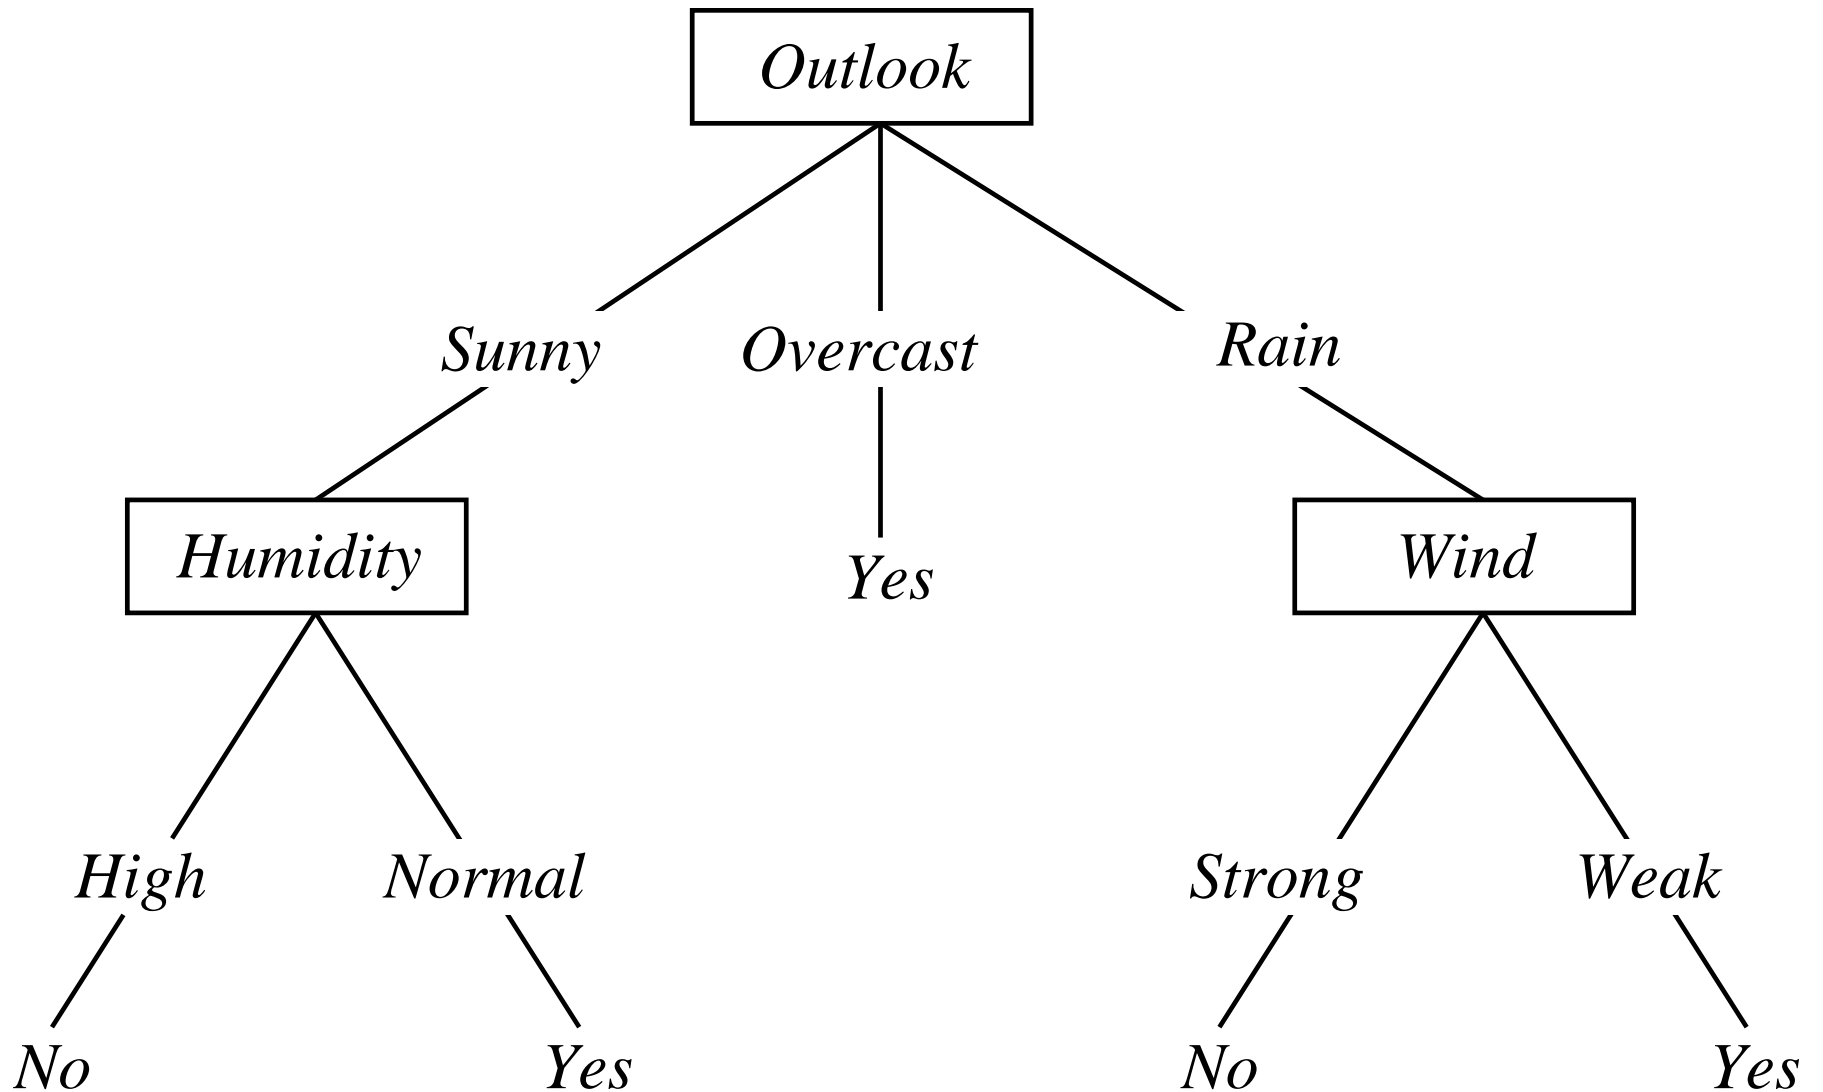 Outlook
Sunny Overcast Rain
Humidity Yes Wind
High Normal Strong Weak
No Yes No Yes